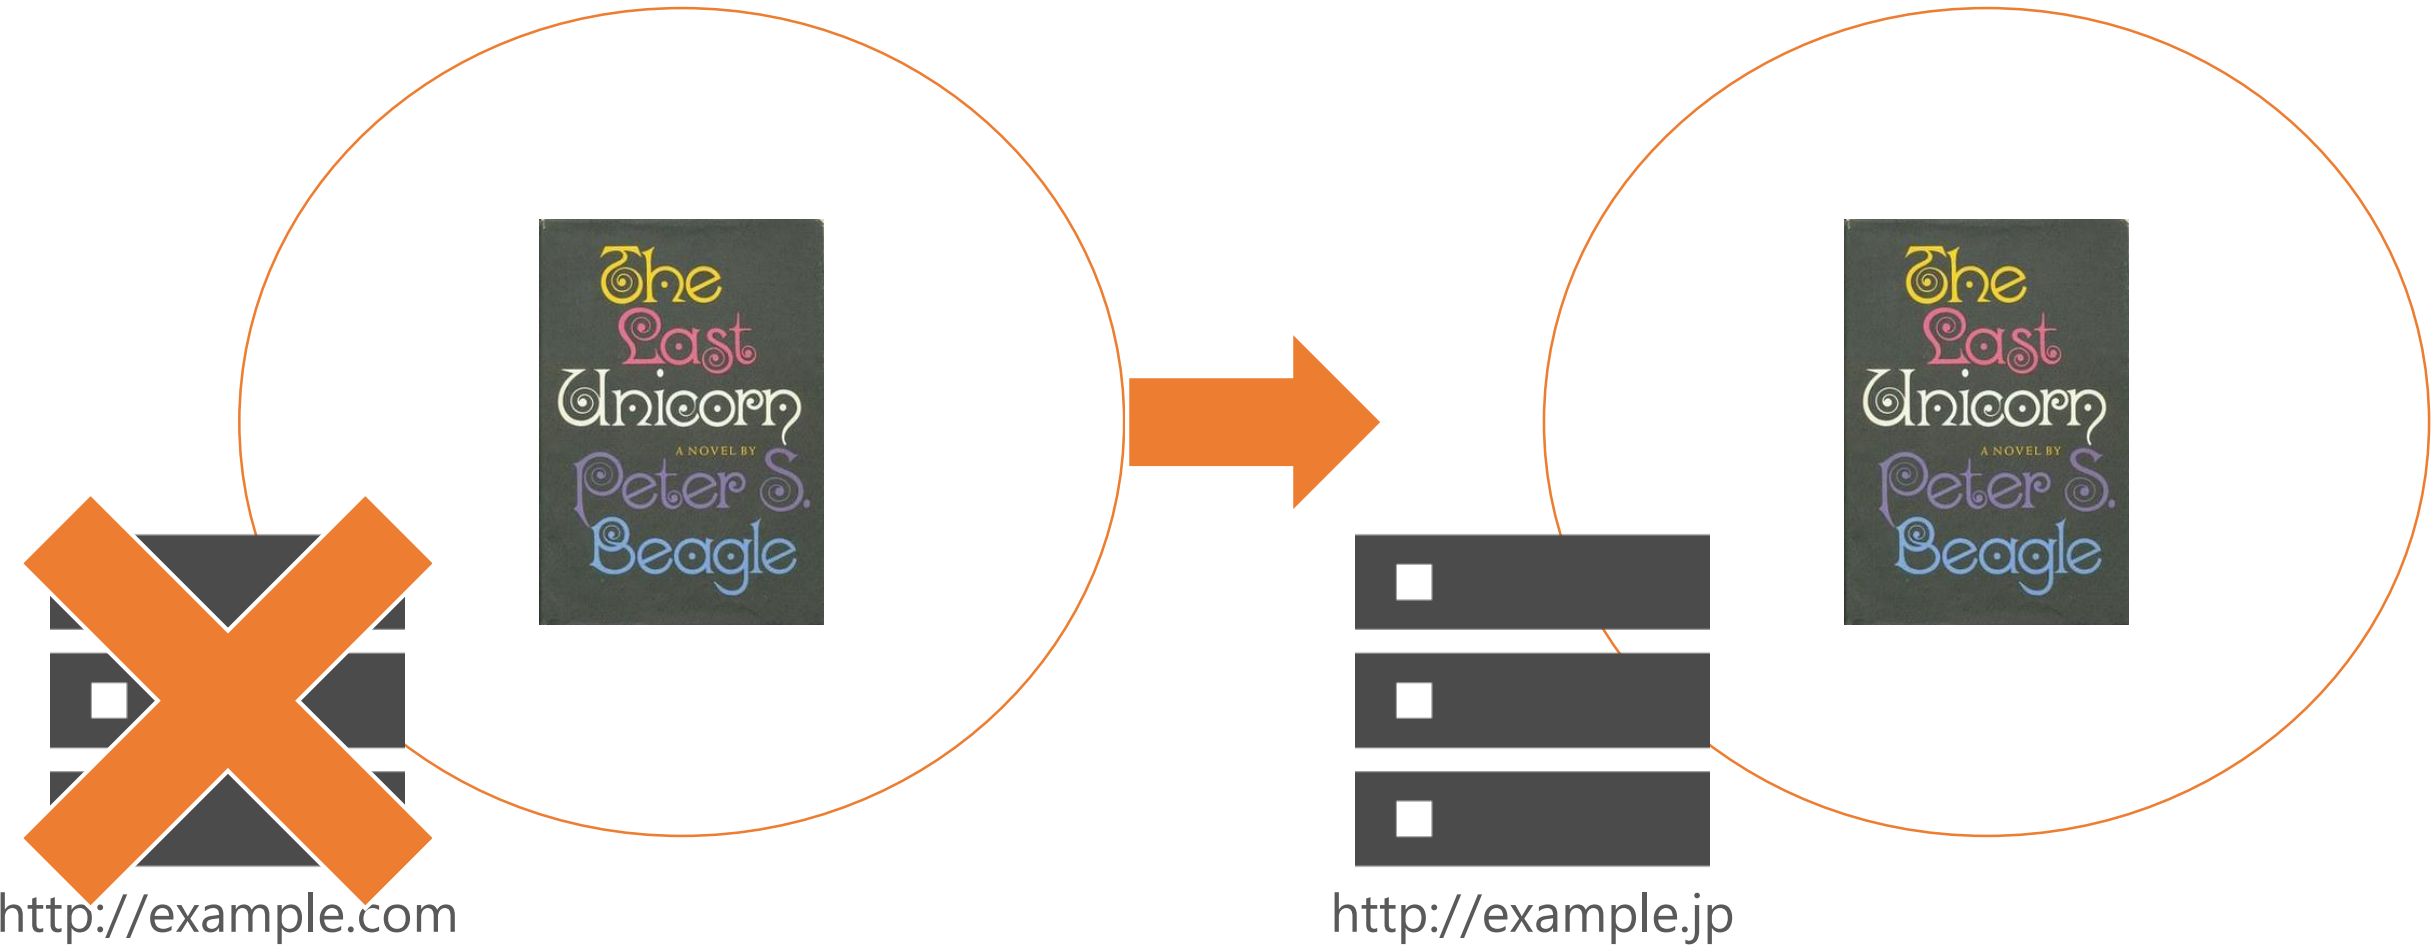 The
Last
Unicorn
A NOVEL BY
Peter S.
Beagle
http://example.com
The
Last
Unicorn
A NOVEL BY
Peter S.
Beagle
http://example.jp